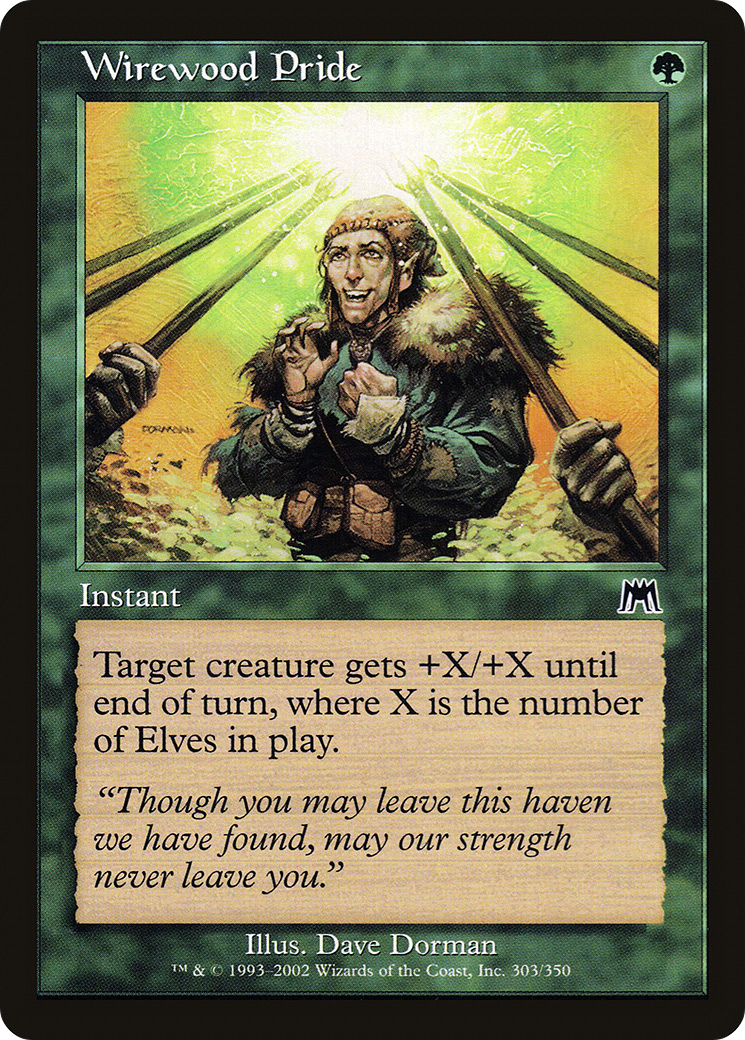 Wirewood Pride
DORMAN
Instant
Target creature gets +X/+X until
end of turn, where X is the number
of Elves in play.
“Though you may leave this haven
we have found, may our strength
never leave you.”
Illus. Dave Dorman
™ & © 1993–2002 Wizards of the Coast, Inc. 303/350